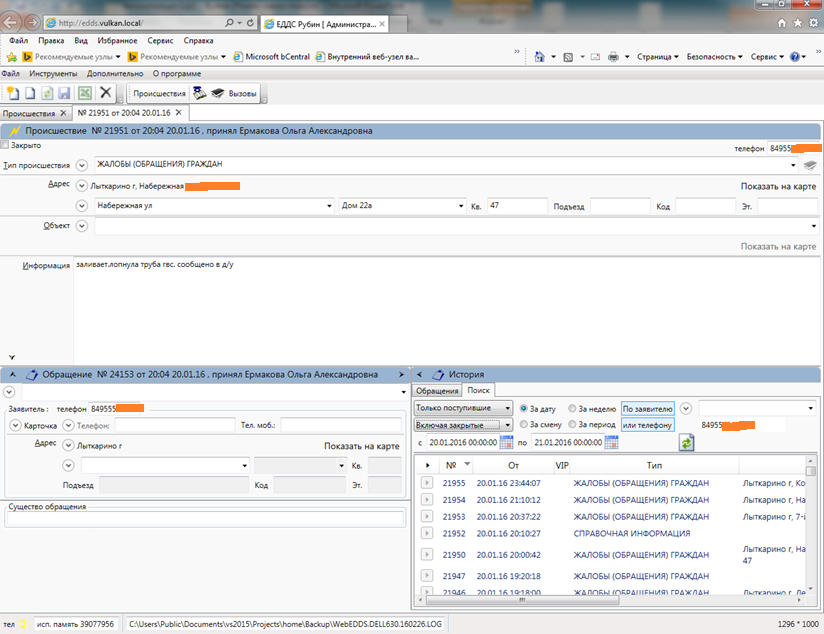 http://edds.vulkan.local/
ЕДДС Рубин [ Администра...
Файл Правка Вид Избранное Сервис Справка
Рекомендуемые узлы Рекомендуемые узлы Microsoft bCentral Внутренний веб-узел ва... Страница Безопасность Сервис
Файл Инструменты Дополнительно О программе
Происшествия Вызовы
Происшествия № 21951 от 20:04 20.01.16
Происшествие № 21951 от 20:04 20.01.16 , принял Ермакова Ольга Александровна
Закрыто
телефон 84955
Тип происшествия ЖАЛОБЫ (ОБРАЩЕНИЯ) ГРАЖДАН
Адрес Лыткарино г, Набережная Показать на карте
Набережная ул Дом 22а Кв. 47 Подъезд Код Эт.
Объект
Показать на карте
Информация заливает.лопнула труба гвс. сообщено в д/у
Обращение № 24153 от 20:04 20.01.16 , принял Ермакова Ольга Александровна
Заявитель : телефон 849555
Карточка Телефон: Тел. моб.:
Адрес Лыткарино г Показать на карте
Кв.
Подъезд Код Эт.
Существо обращения
История
Обращения Поиск
Только поступившие За дату За неделю По заявителю
Включая закрытые За смену За период или телефону 84955
с 20.01.2016 00:00:00 по 21.01.2016 00:00:00
№ От VIP Тип
21955 20.01.16 23:44:07 ЖАЛОБЫ (ОБРАЩЕНИЯ) ГРАЖДАН Лыткарино г, Ко
21954 20.01.16 21:10:12 ЖАЛОБЫ (ОБРАЩЕНИЯ) ГРАЖДАН Лыткарино г, На
21953 20.01.16 20:37:22 ЖАЛОБЫ (ОБРАЩЕНИЯ) ГРАЖДАН Лыткарино г, 7-й
21952 20.01.16 20:10:27 СПРАВОЧНАЯ ИНФОРМАЦИЯ
21950 20.01.16 20:00:42 ЖАЛОБЫ (ОБРАЩЕНИЯ) ГРАЖДАН Лыткарино г, На
47
21947 20.01.16 19:20:18 ЖАЛОБЫ (ОБРАЩЕНИЯ) ГРАЖДАН
21946 20.01.16 19:18:00 ЖАЛОБЫ (ОБРАЩЕНИЯ) ГРАЖДАН Лыткарино г, Ле
тел 2 исп. память 39077956 C:\Users\Public\Documents\vs2015\Projects\home\Backup\WebEDDS.DELL630.160226.LOG 1296 * 1000